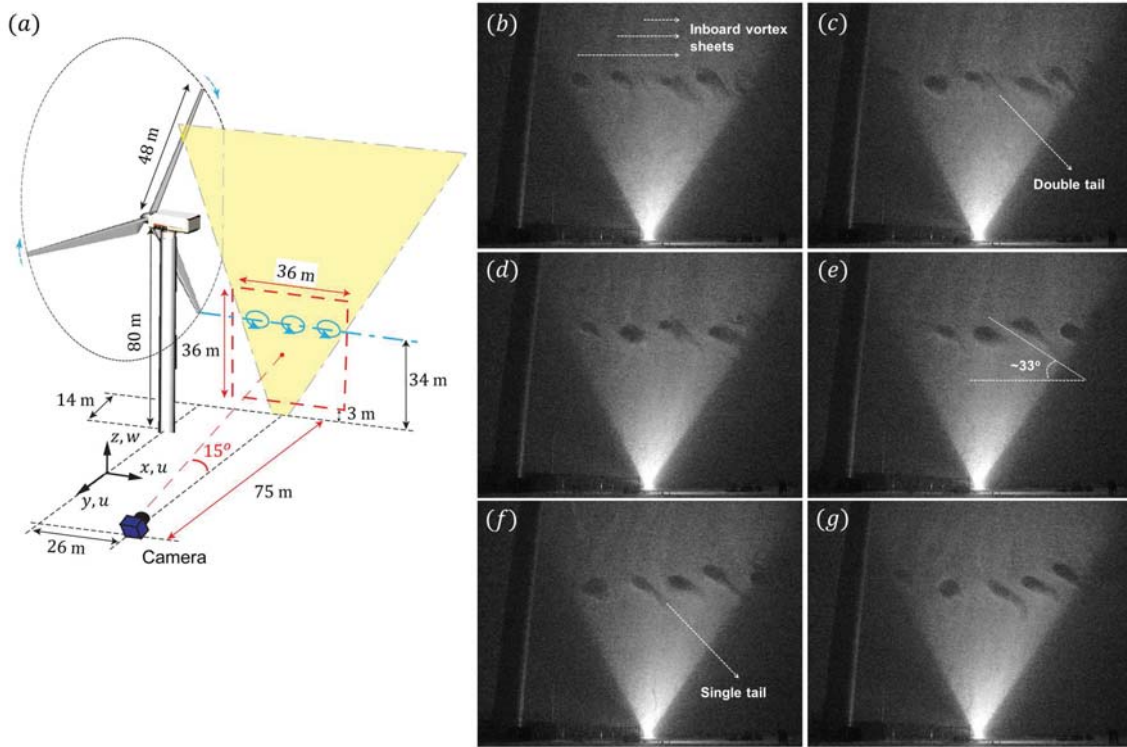 (a)
48 m
80 m
36 m
36 m
34 m
3 m
14 m
15°
75 m
z, w
x, u
y, u
26 m
Camera
(b)
Inboard vortex
sheets
(c)
Double tail
(d)
(e)
~33°
(f)
Single tail
(g)